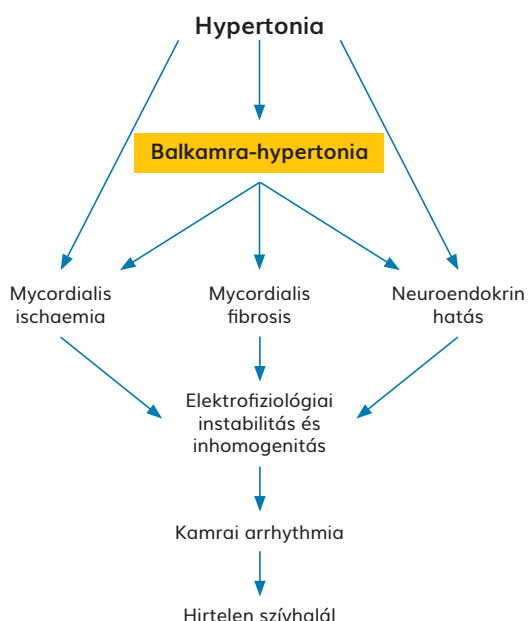 Hypertonia
Balkamra-hypertonia
Mycordialis
ischaemia
Mycordialis
fibrosis
Neuroendokrin
hatás
Elektrofiziológiai
instabilitás és
inhomogenitás
Kamrai arrhythmia
Hirtelen szívhalál